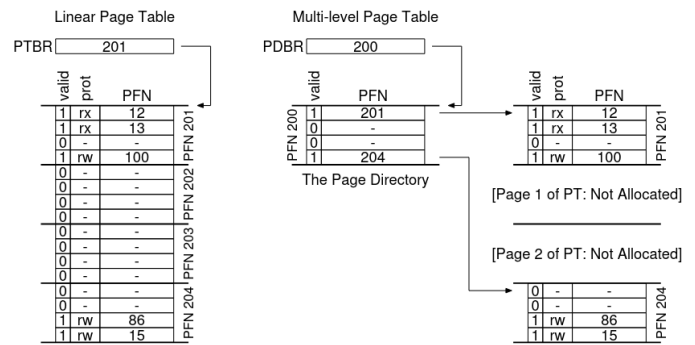 Linear Page Table
PTBR 201
valid prot PFN
1 rx 12
1 rx 13
0 - -
1 rw 100
PFN 201
0 - -
0 - -
0 - -
0 - -
PFN 202
0 - -
0 - -
0 - -
0 - -
PFN 203
0 - -
0 - -
1 rw 86
1 rw 15
PFN 204
Multi-level Page Table
PDBR 200
valid PFN
1 201
0 -
0 -
1 204
PFN 200
The Page Directory
valid prot PFN
1 rx 12
1 rx 13
0 - -
1 rw 100
PFN 201
[Page 1 of PT: Not Allocated]
[Page 2 of PT: Not Allocated]
0 - -
0 - -
1 rw 86
1 rw 15
PFN 204